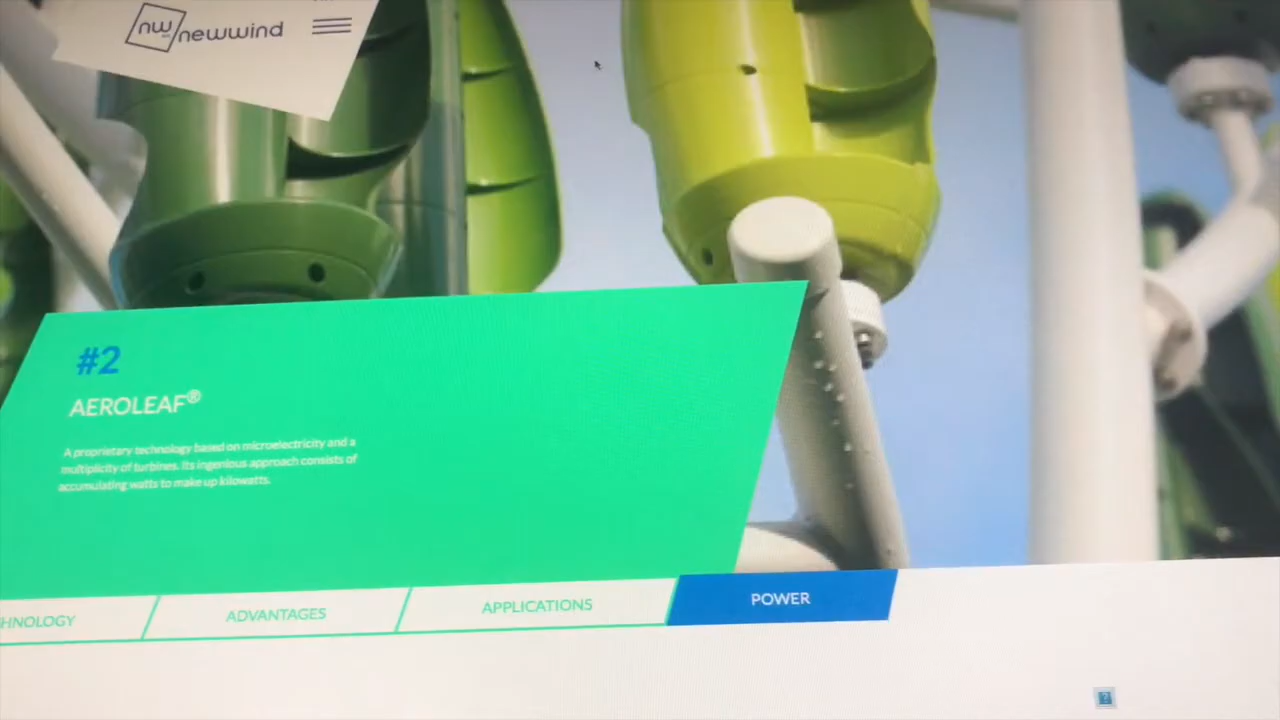 nw newwind
#2
AEROLEAF®
A proprietary technology based on microelectricity and a
multiplicity of turbines. Its ingenious approach consists of
accumulating watts to make up kilowatts.
HNOLOGY ADVANTAGES APPLICATIONS POWER
?